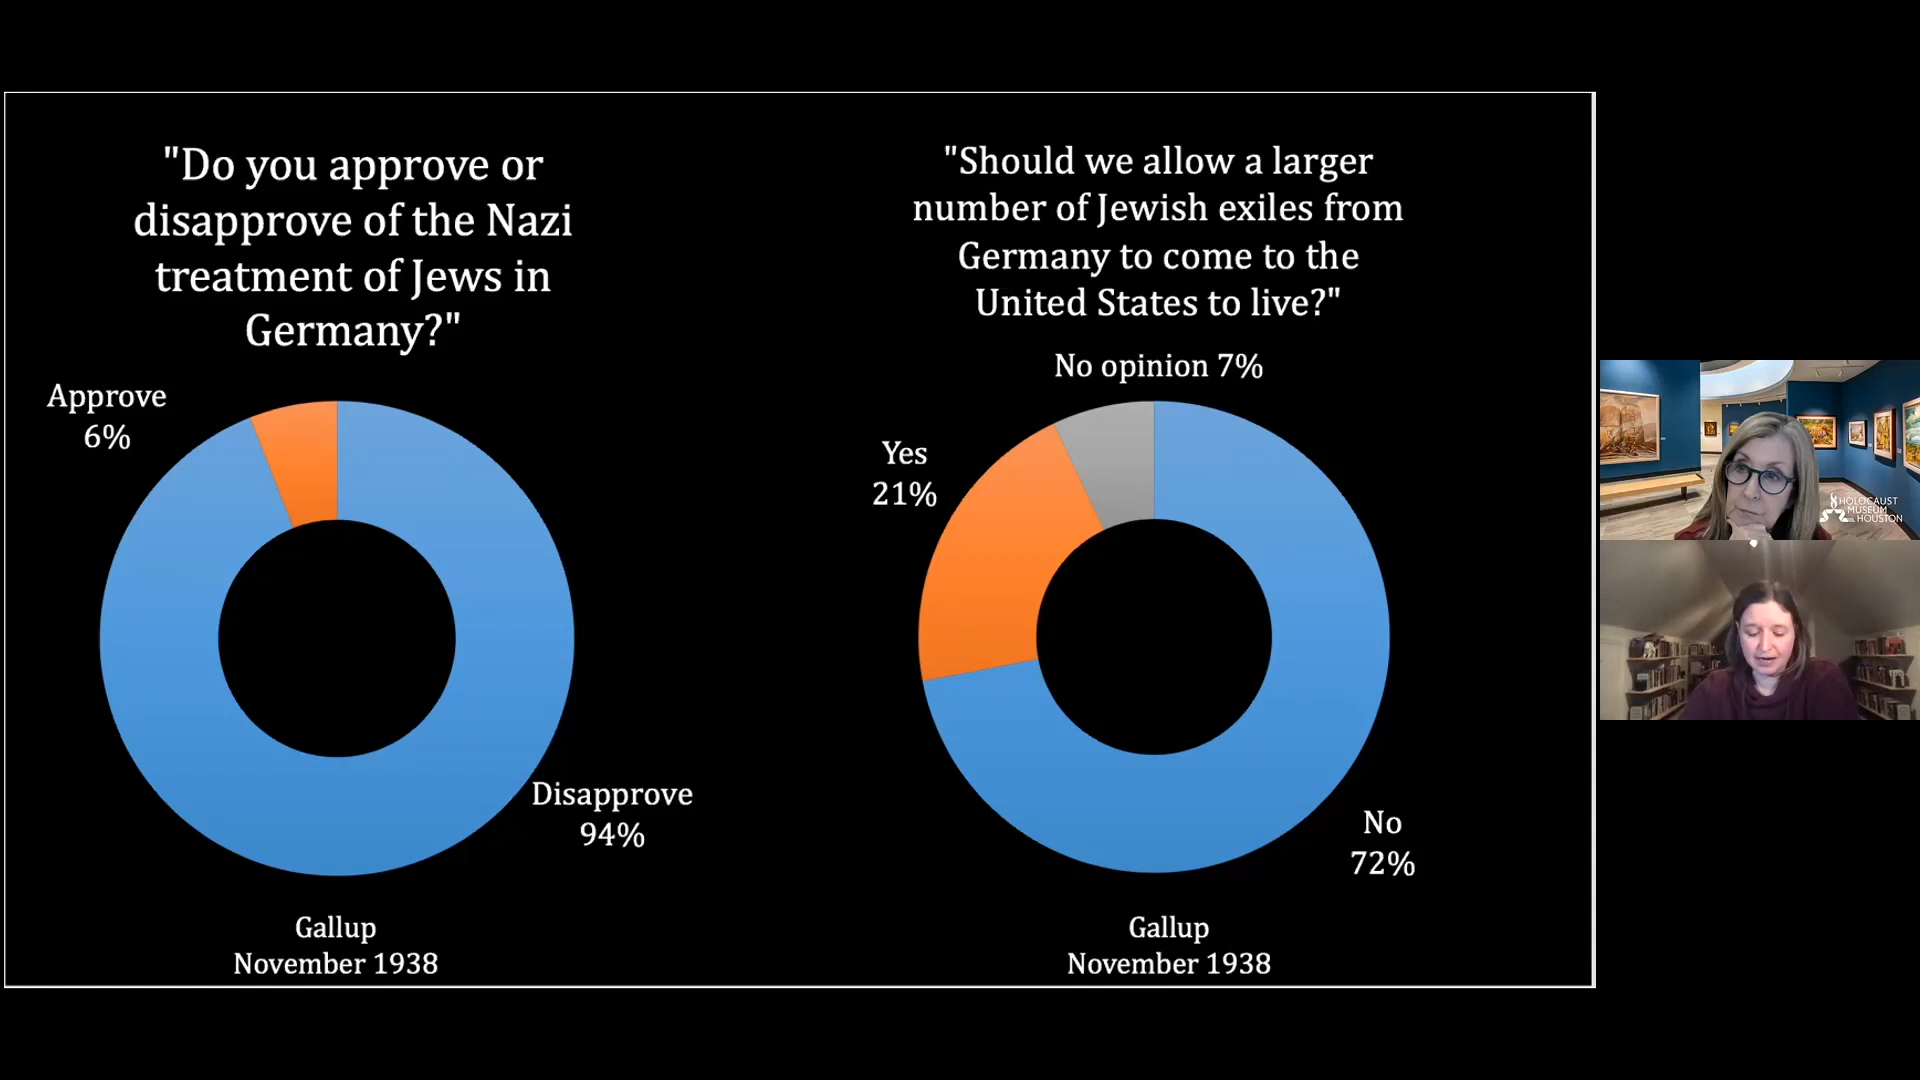 "Do you approve or
disapprove of the Nazi
treatment of Jews in
Germany?"
Approve
6%
Disapprove
94%
Gallup
November 1938
"Should we allow a larger
number of Jewish exiles from
Germany to come to the
United States to live?"
No opinion 7%
Yes
21%
No
72%
Gallup
November 1938
HOLOCAUST
MUSEUM
HOUSTON